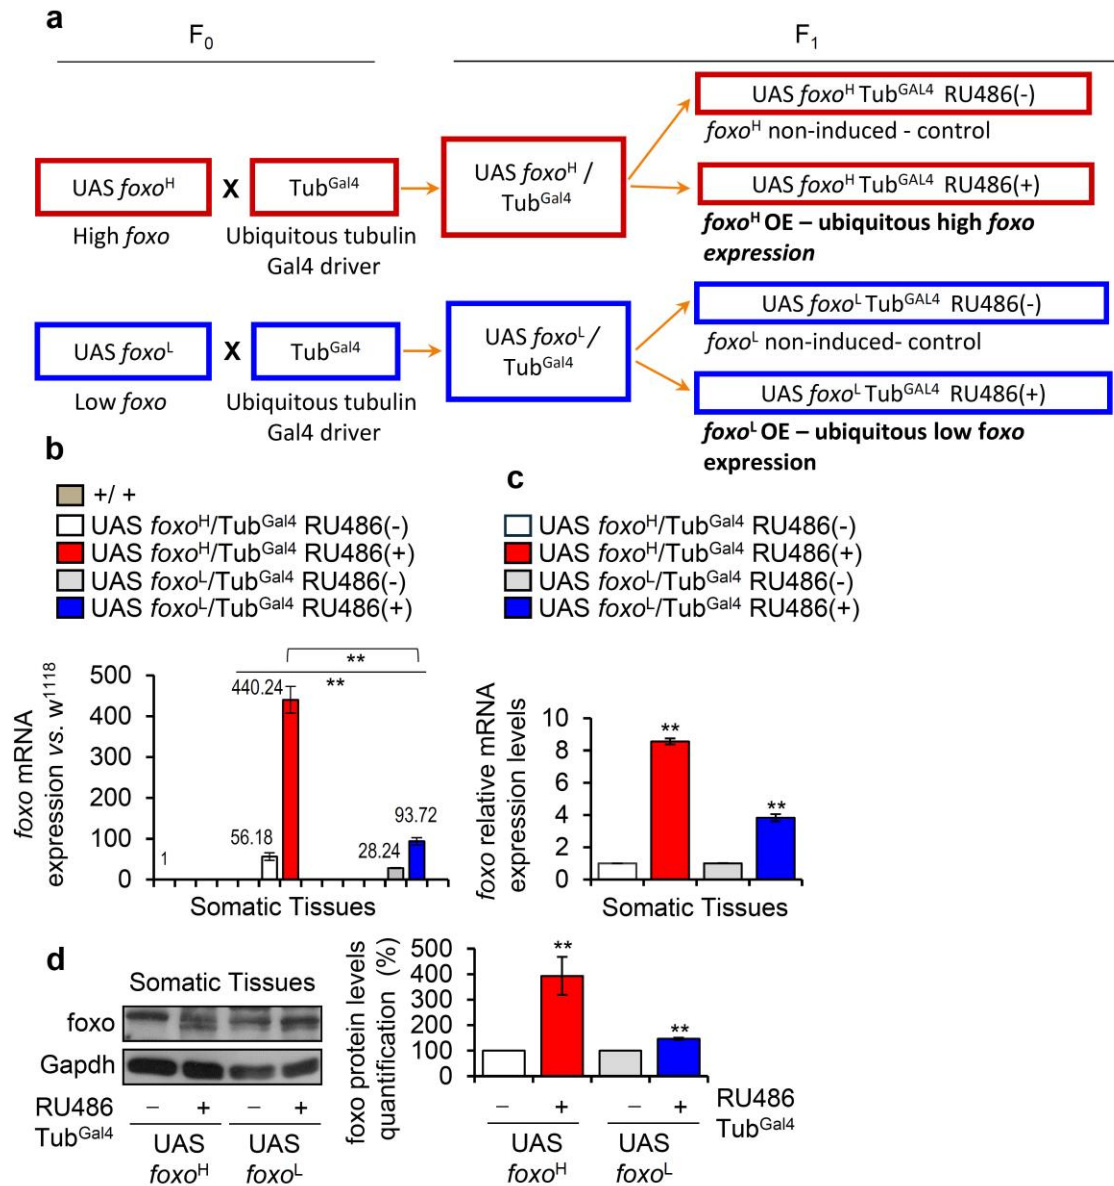 a
F0
F1
UAS foxoH
X
TubGal4
UAS foxoH /
TubGal4
UAS foxoH TubGAL4 RU486(-)
foxoH non-induced - control
UAS foxoH TubGAL4 RU486(+)
foxoH OE – ubiquitous high foxo
expression
High foxo
Ubiquitous tubulin
Gal4 driver
UAS foxoL
X
TubGal4
UAS foxoL/
TubGal4
UAS foxoL TubGAL4 RU486(-)
foxoL non-induced- control
UAS foxoL TubGAL4 RU486(+)
foxoL OE – ubiquitous low foxo
expression
Low foxo
Ubiquitous tubulin
Gal4 driver
b
+/ +
UAS foxoH/TubGal4 RU486(-)
UAS foxoH/TubGal4 RU486(+)
UAS foxoL/TubGal4 RU486(-)
UAS foxoL/TubGal4 RU486(+)
foxo mRNA
expression vs. w1118
500
400
300
200
100
0
1
56.18
440.24
28.24
93.72
**
**
Somatic Tissues
c
UAS foxoH/TubGal4 RU486(-)
UAS foxoH/TubGal4 RU486(+)
UAS foxoL/TubGal4 RU486(-)
UAS foxoL/TubGal4 RU486(+)
foxo relative mRNA
expression levels
10
8
6
4
2
0
**
**
Somatic Tissues
d
Somatic Tissues
foxo
Gapdh
RU486 – + – +
TubGal4
UAS UAS
foxoH foxoL
foxo protein levels
quantification (%)
500
400
300
200
100
0
**
**
– + – + RU486
TubGal4
UAS UAS
foxoH foxoL